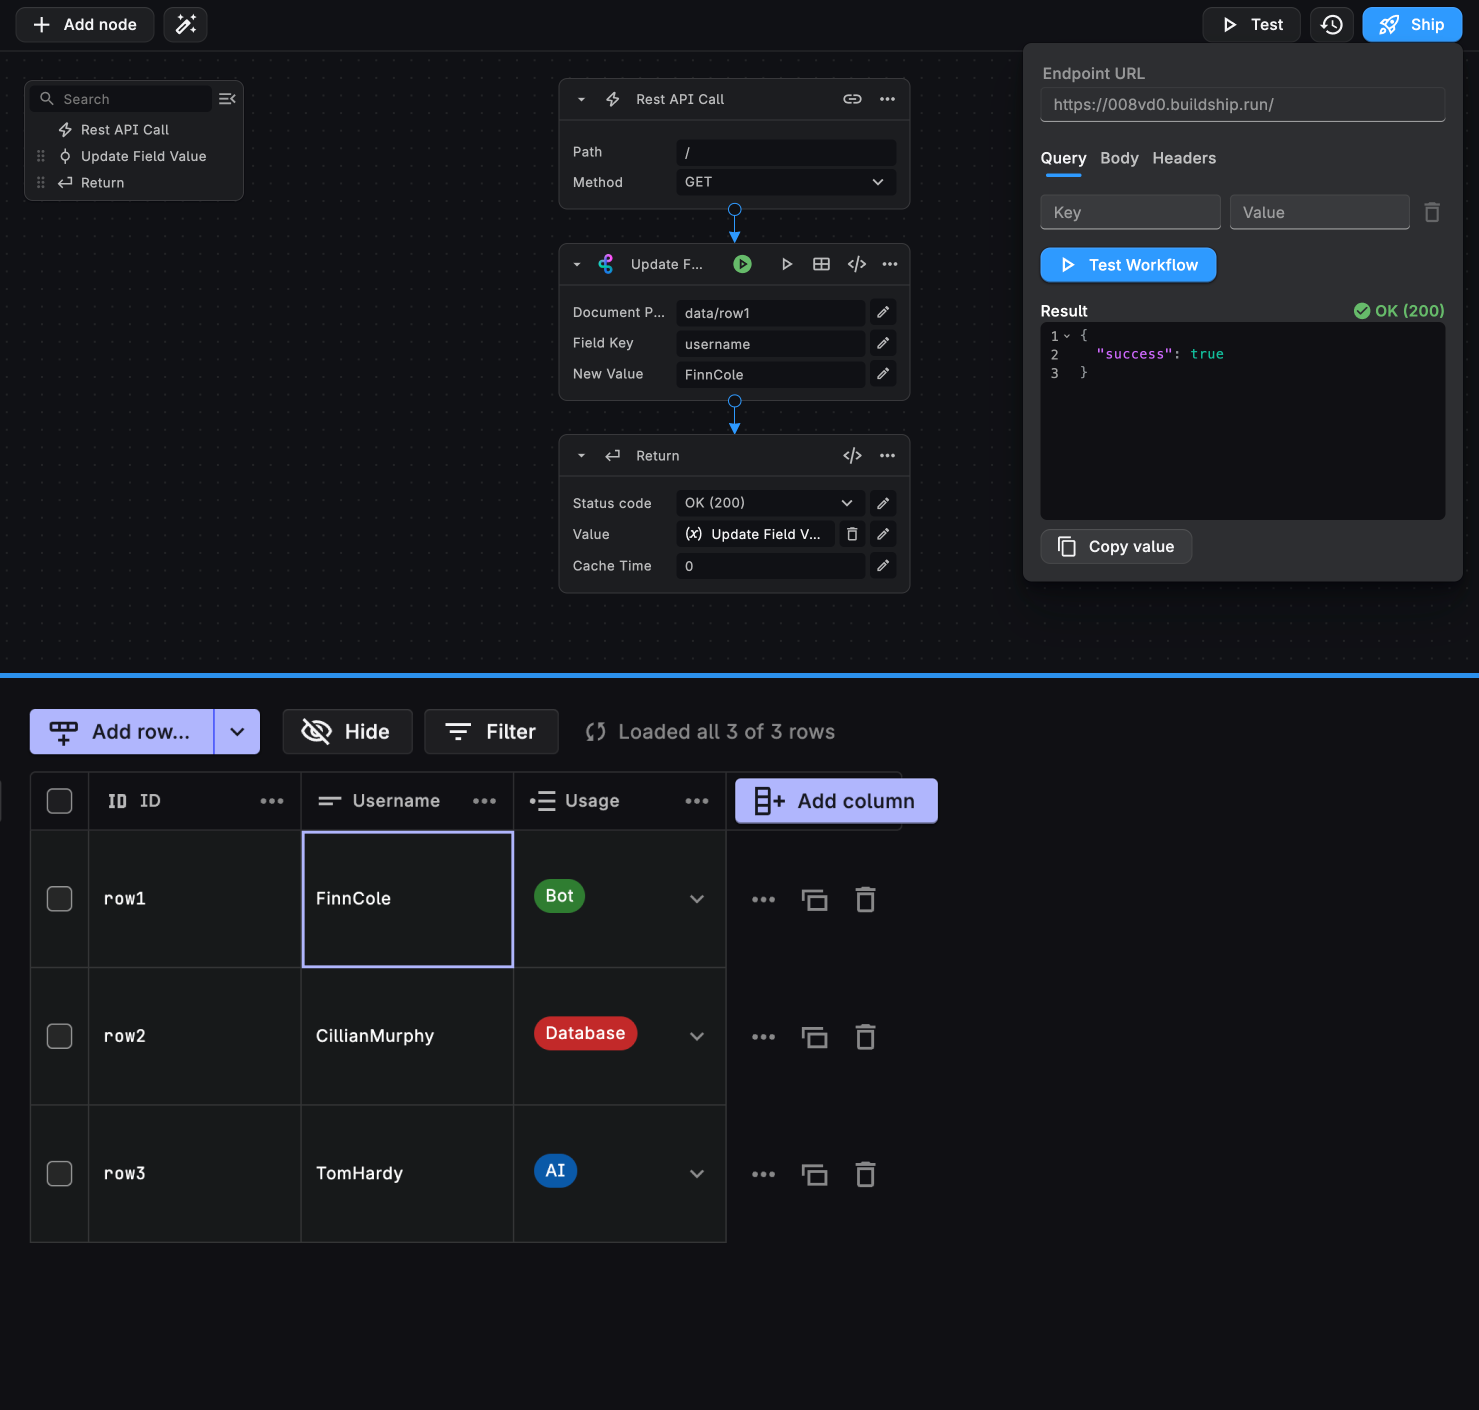 Add node
Test
Ship
Search
Rest API Call
Update Field Value
Return
Rest API Call
Path
/
Method
GET
Update F...
Document P...
data/row1
Field Key
username
New Value
FinnCole
Return
Status code
OK (200)
Value
(x) Update Field V...
Cache Time
0
Endpoint URL
https://008vd0.buildship.run/
Query Body Headers
Key
Value
Test Workflow
Result
OK (200)
1 {
2 "success": true
3 }
Copy value
Add row...
Hide
Filter
Loaded all 3 of 3 rows
ID ID
Username
Usage
Add column
row1
FinnCole
Bot
row2
CillianMurphy
Database
row3
TomHardy
AI